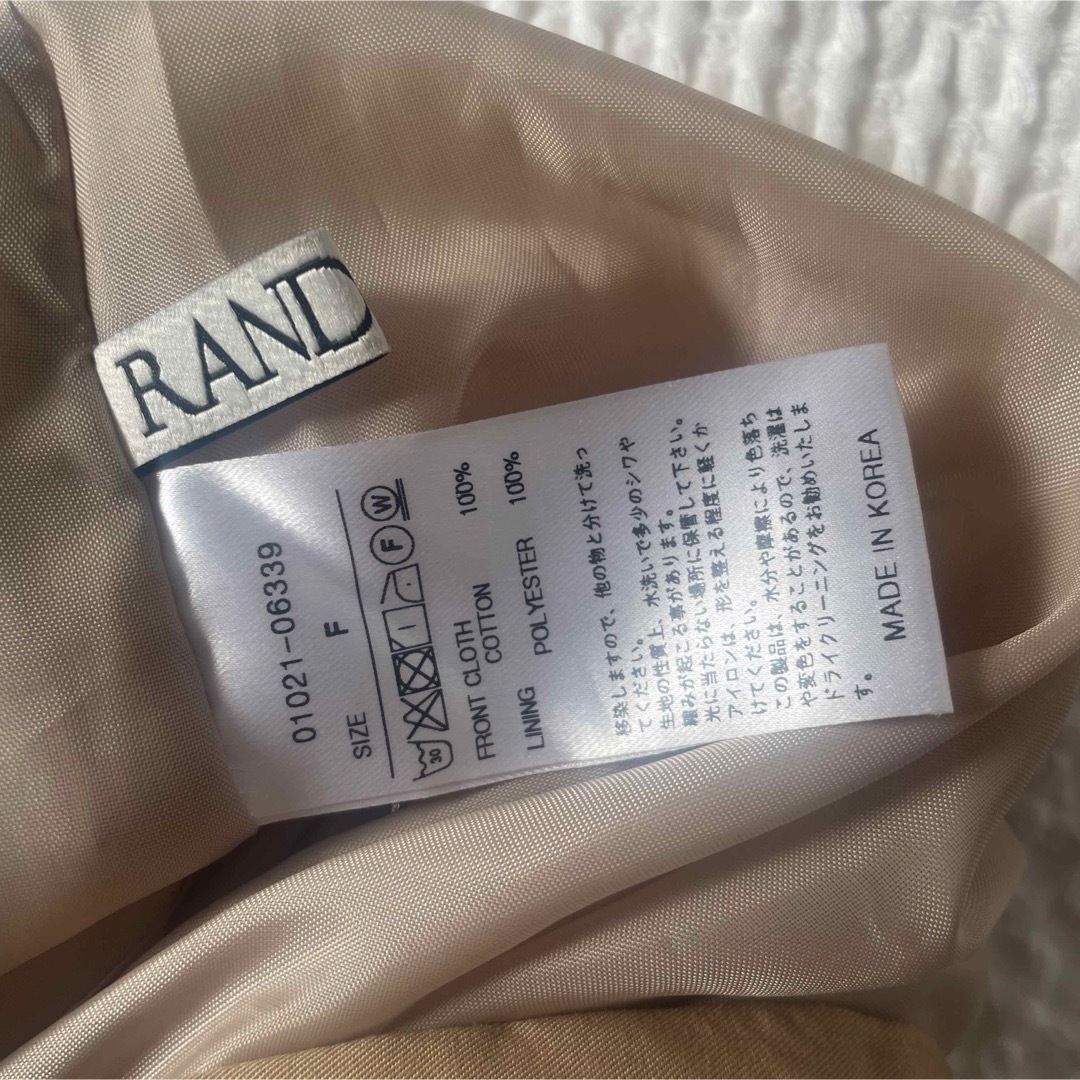 RAND
01021-06339
SIZE F
30 F W
FRONT CLOTH
COTTON 100%
LINING POLYESTER 100%
移染しますので、他の物と分けて洗っ
てください。
生地の性質上、水洗いで多少のシワや
縮みが起こる事があります。
光に当たらない場所に保管して下さい。
アイロンは、形を整える程度に軽くか
けてください。
この製品は、水分や摩擦により色落ち
や変色をすることがあるので、洗濯は
ドライクリーニングをお勧めいたしま
す。
MADE IN KOREA